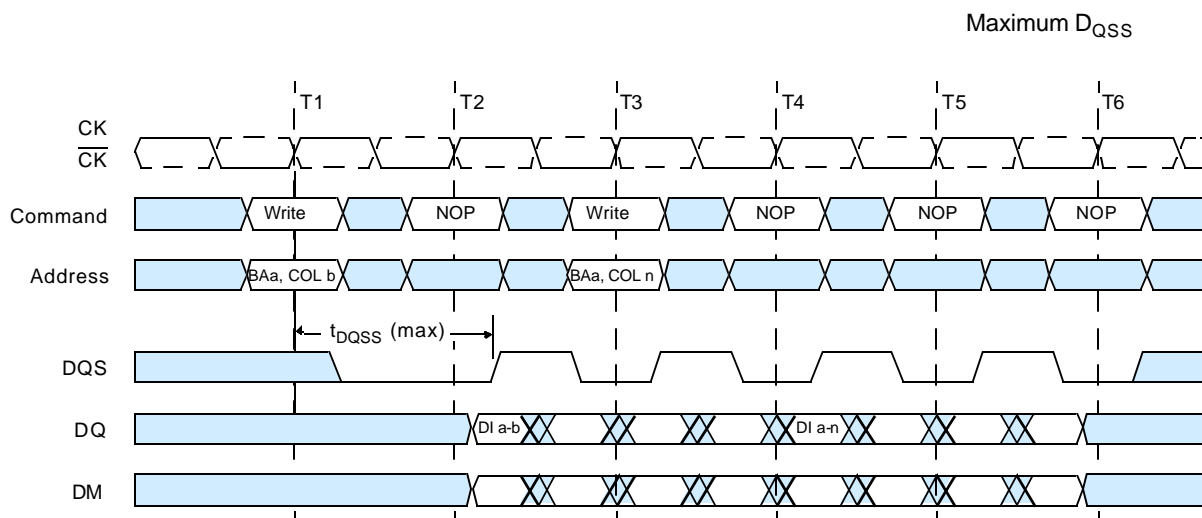 Maximum DQSS
T1 T2 T3 T4 T5 T6
CK
CK
Command Write NOP Write NOP NOP NOP
Address BAa, COL b BAa, COL n
tDQSS (max)
DQS
DQ DI a-b DI a-n
DM